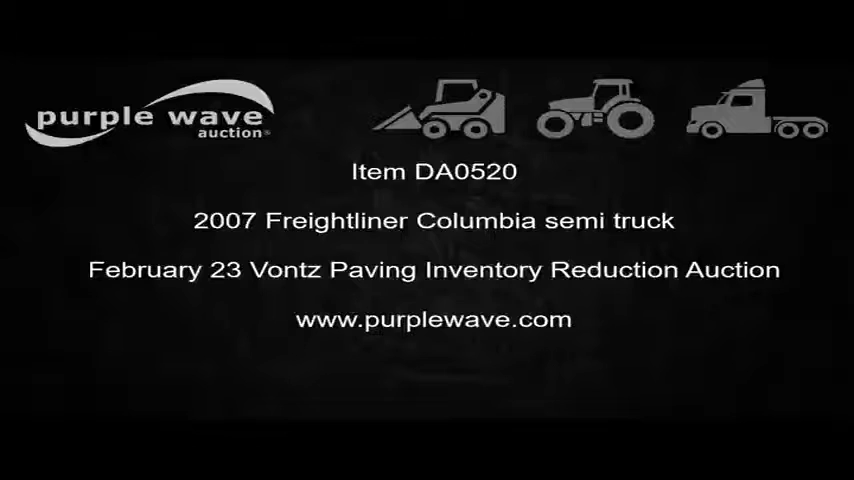 purple wave
auction®
Item DA0520
2007 Freightliner Columbia semi truck
February 23 Vontz Paving Inventory Reduction Auction
www.purplewave.com